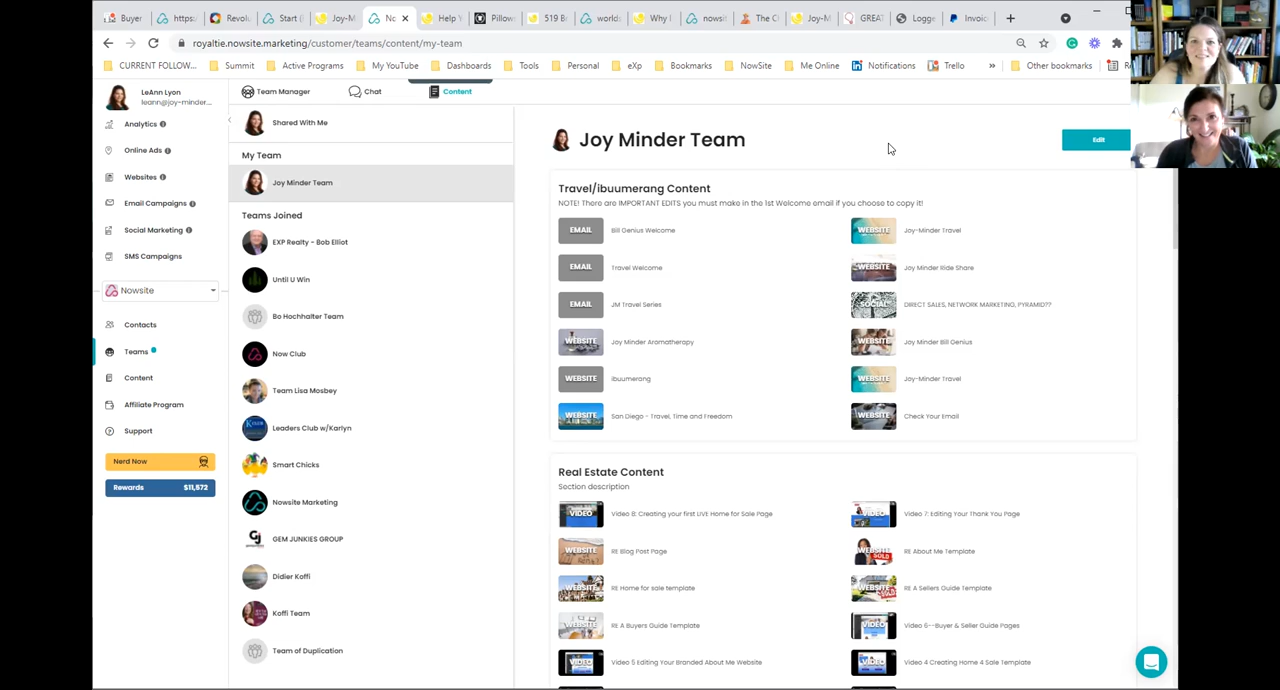 Buyer
https:
Revolu
Start (
Joy-M
Nc
Help Y
Pillow
519 B
world
Why I
nowsit
The C
Joy-M
GREAT
Logge
Invoic
royaltie.nowsite.marketing/customer/teams/content/my-team
CURRENT FOLLOW...
Summit
Active Programs
My YouTube
Dashboards
Tools
Personal
eXp
Bookmarks
NowSite
Me Online
Notifications
Trello
»
Other bookmarks
LeAnn Lyon
leann@joy-minder...
Analytics
Online Ads
Websites
Email Campaigns
Social Marketing
SMS Campaigns
Nowsite
Contacts
Teams
Content
Affiliate Program
Support
Nerd Now
Rewards $11,572
Team Manager
Chat
Content
Shared With Me
My Team
Joy Minder Team
Teams Joined
EXP Realty - Bob Elliot
Until U Win
Bo Hochhalter Team
Now Club
Team Lisa Mosbey
Leaders Club w/Karlyn
Smart Chicks
Nowsite Marketing
GEM JUNKIES GROUP
Didier Koffi
Koffi Team
Team of Duplication
Joy Minder Team
Edit
Travel/ibuumerang Content
NOTE! There are IMPORTANT EDITS you must make in the 1st Welcome email if you choose to copy it!
EMAIL Bill Genius Welcome
WEBSITE Joy-Minder Travel
EMAIL Travel Welcome
WEBSITE Joy Minder Ride Share
EMAIL JM Travel Series
SOCIAL DIRECT SALES, NETWORK MARKETING, PYRAMID??
WEBSITE Joy Minder Aromatherapy
WEBSITE Joy Minder Bill Genius
WEBSITE ibuumerang
WEBSITE Joy-Minder Travel
WEBSITE San Diego - Travel, Time and Freedom
WEBSITE Check Your Email
Real Estate Content
Section description
VIDEO Video 8: Creating your first LIVE Home for Sale Page
VIDEO Video 7: Editing Your Thank You Page
WEBSITE RE Blog Post Page
WEBSITE SOLD RE About Me Template
WEBSITE RE Home for sale template
WEBSITE SOLD RE A Sellers Guide Template
WEBSITE RE A Buyers Guide Template
VIDEO Video 6--Buyer & Seller Guide Pages
VIDEO Video 5 Editing Your Branded About Me Website
VIDEO Video 4 Creating Home 4 Sale Template